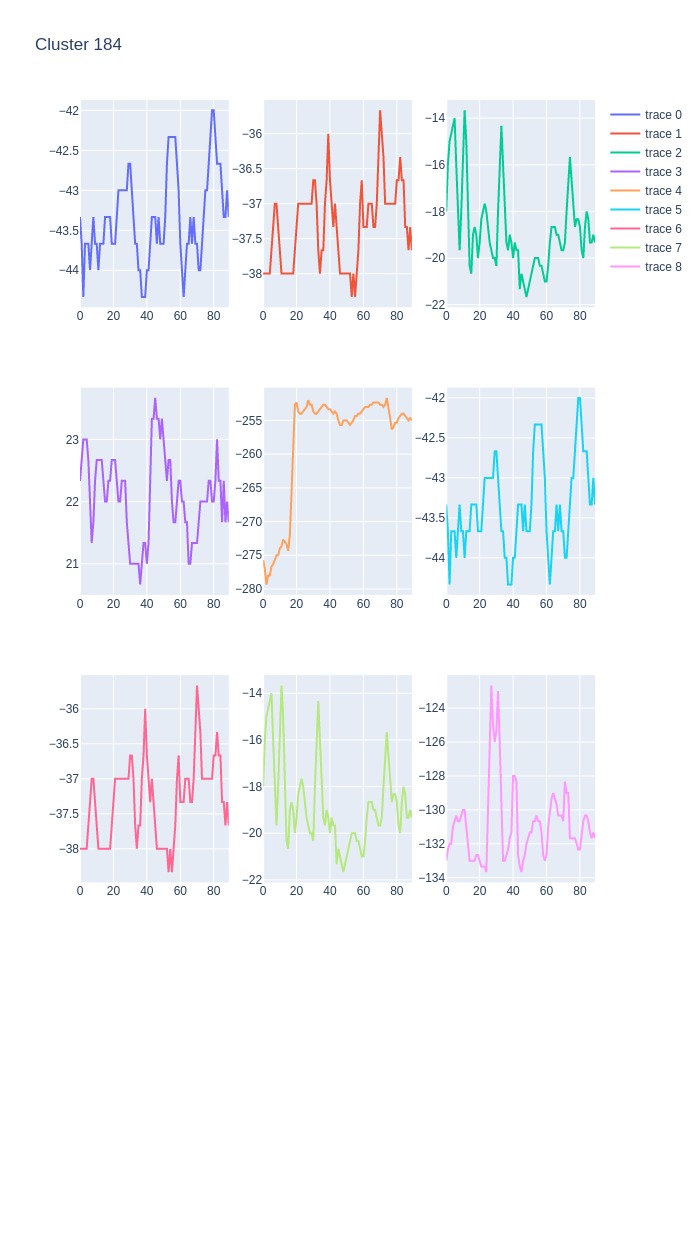 Cluster 184
−42
−42.5
−43
−43.5
−44
0 20 40 60 80
−36
−36.5
−37
−37.5
−38
0 20 40 60 80
−14
−16
−18
−20
−22
0 20 40 60 80
trace 0
trace 1
trace 2
trace 3
trace 4
trace 5
trace 6
trace 7
trace 8
23
22
21
0 20 40 60 80
−255
−260
−265
−270
−275
−280
0 20 40 60 80
−42
−42.5
−43
−43.5
−44
0 20 40 60 80
−36
−36.5
−37
−37.5
−38
0 20 40 60 80
−14
−16
−18
−20
−22
0 20 40 60 80
−124
−126
−128
−130
−132
−134
0 20 40 60 80